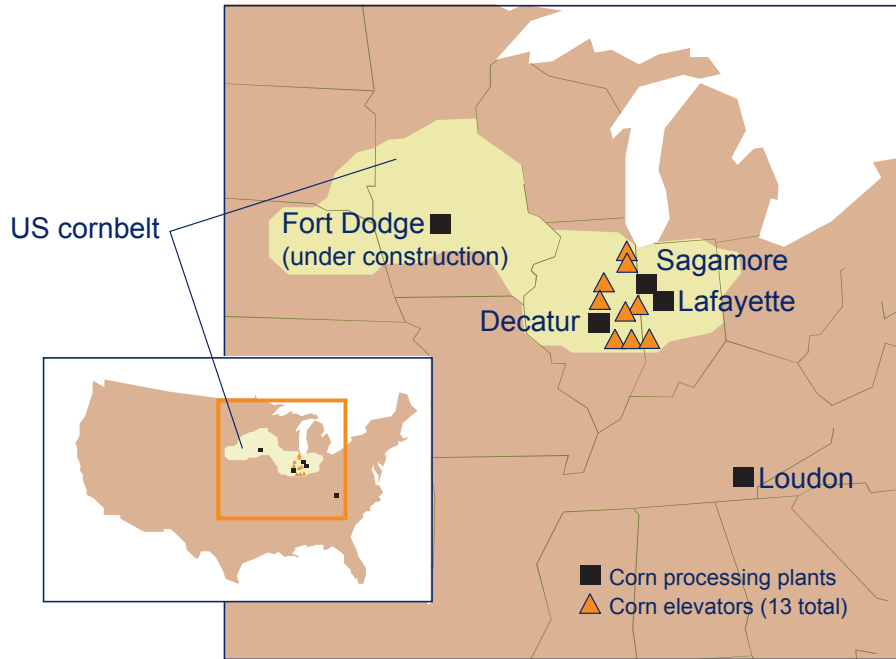 US cornbelt
Fort Dodge
(under construction)
Sagamore
Lafayette
Decatur
Loudon
Corn processing plants
Corn elevators (13 total)